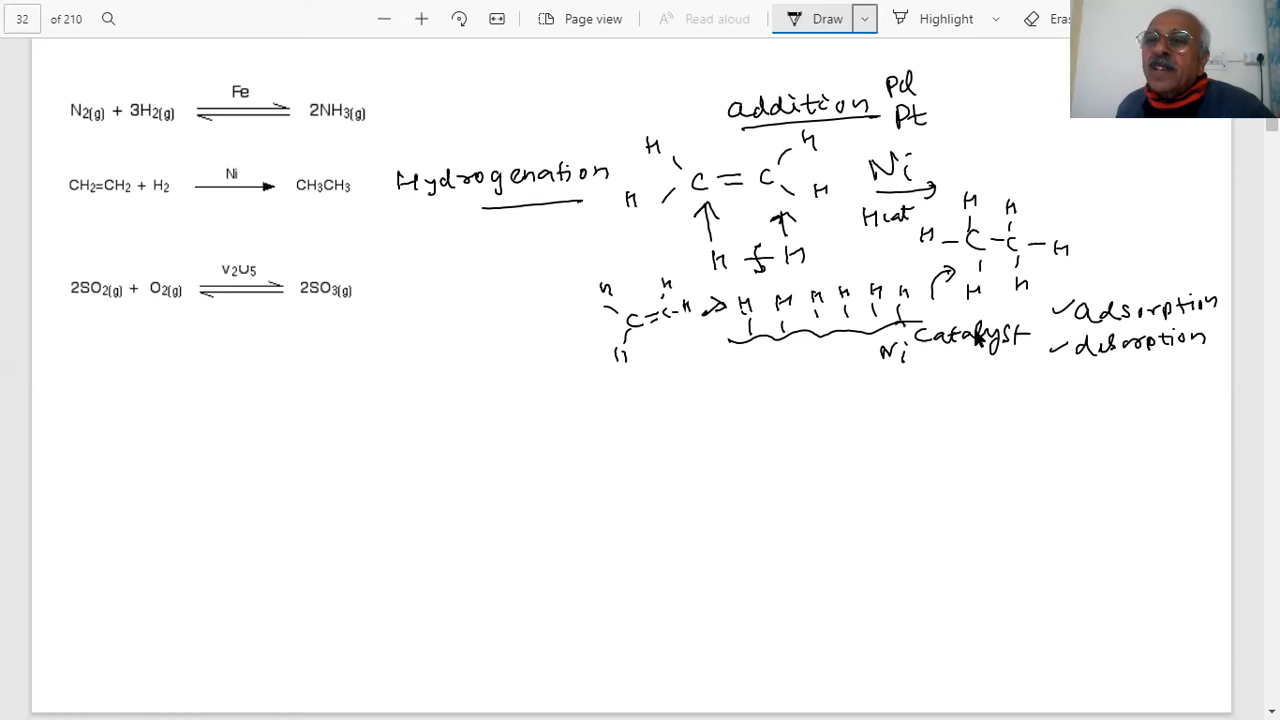 32 of 210 Page view Read aloud Draw Highlight Eras
N2(g) + 3H2(g) Fe 2NH3(g)
CH2=CH2 + H2 Ni CH3CH3
2SO2(g) + O2(g) V2O5 2SO3(g)
Hydrogenation
addition Pd
Pt
H H
C = C
H H
H H
Ni
Heat
H H
H – C – C – H
H H
H H
C = C – H
H
H H H H H H
Ni Catalyst
✓ adsorption
✓ desorption